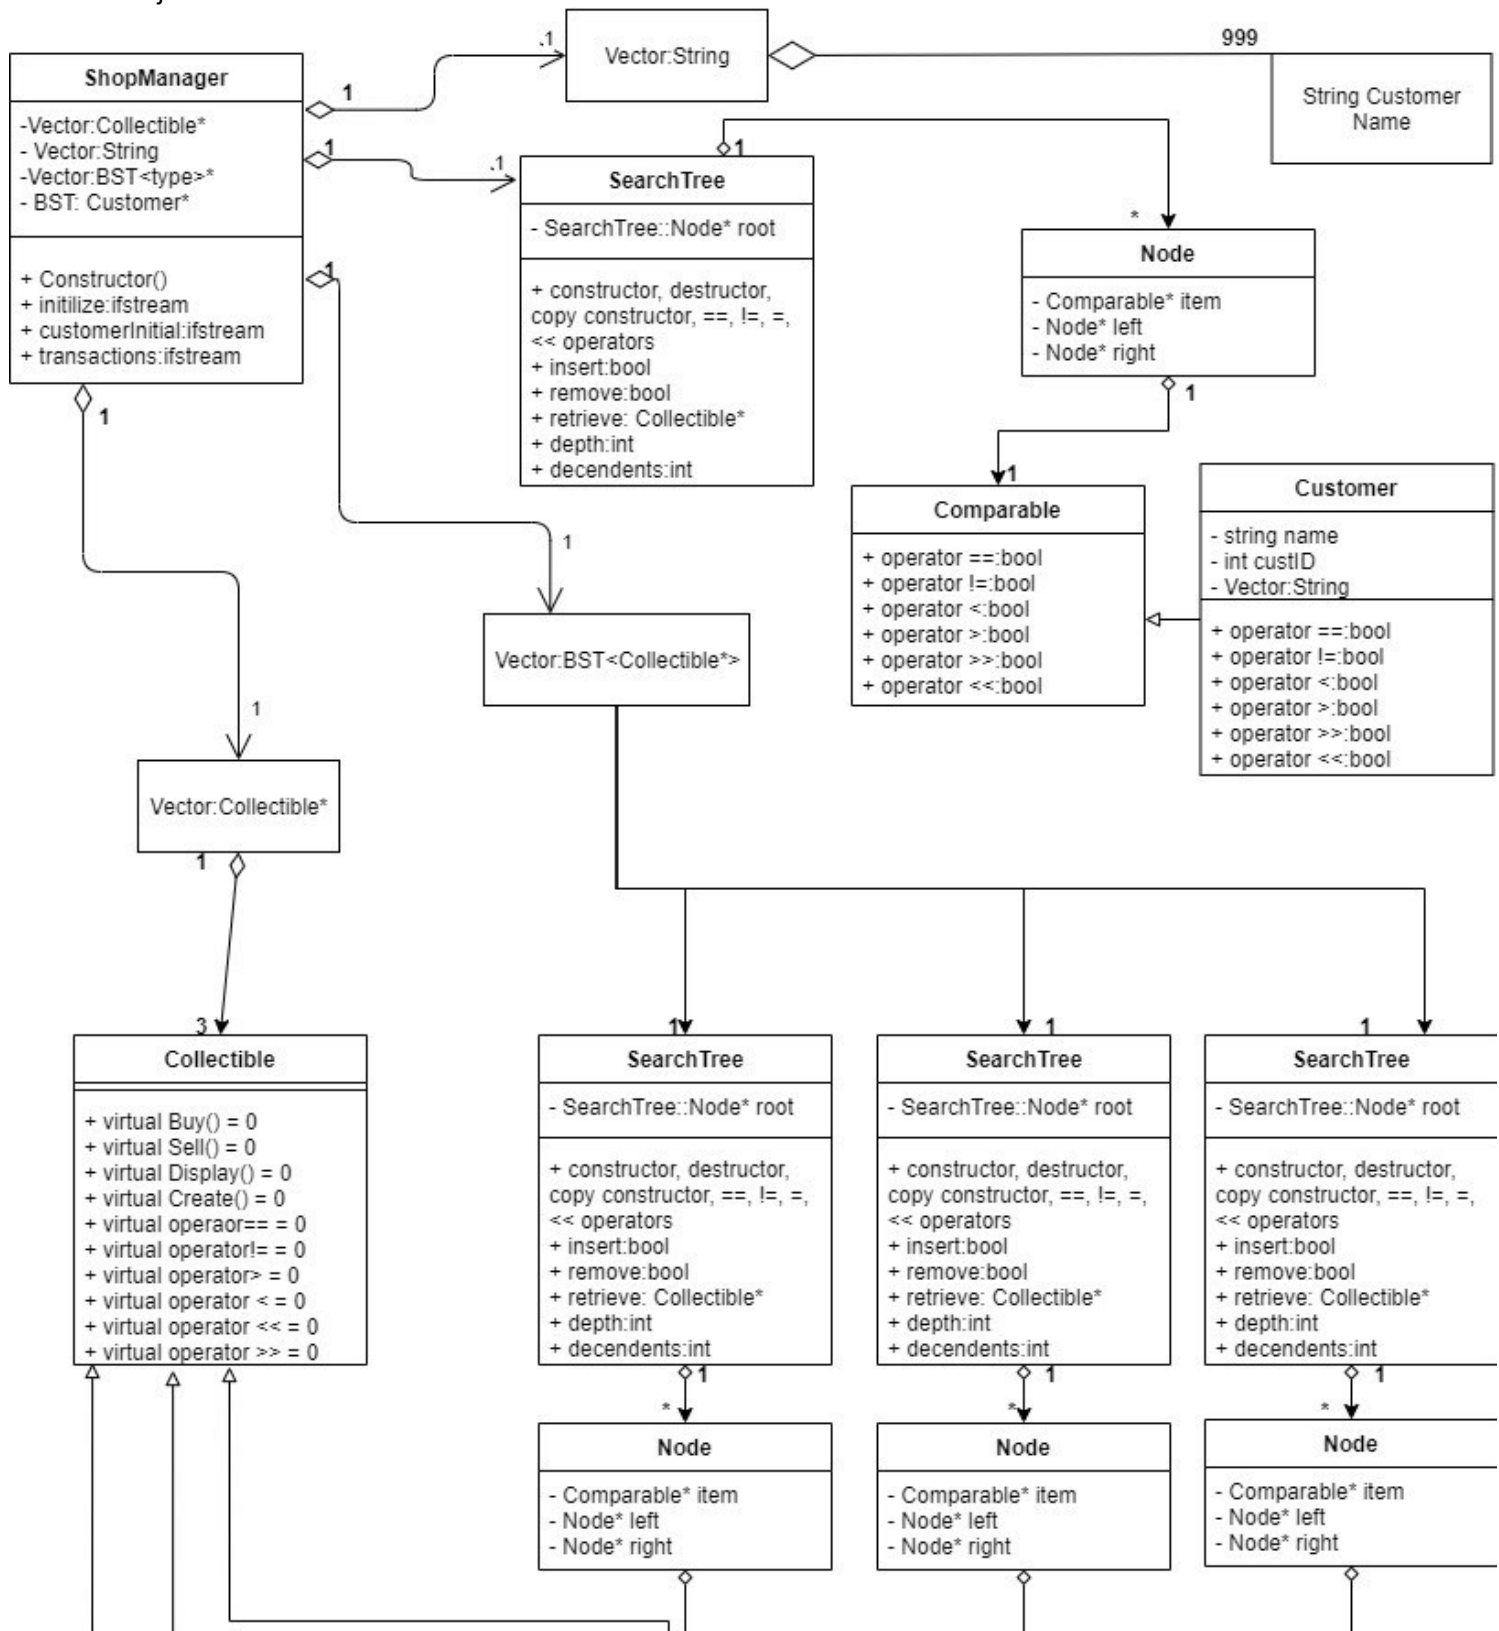 .1
Vector:String
999
String Customer
Name
ShopManager
-Vector:Collectible*
- Vector:String
-Vector:BST<type>*
- BST: Customer*
+ Constructor()
+ initilize:ifstream
+ customerInitial:ifstream
+ transactions:ifstream
1
1
.1
1
1
SearchTree
- SearchTree::Node* root
+ constructor, destructor,
copy constructor, ==, !=, =,
<< operators
+ insert:bool
+ remove:bool
+ retrieve: Collectible*
+ depth:int
+ decendents:int
1
*
Node
- Comparable* item
- Node* left
- Node* right
1
1
Comparable
+ operator ==:bool
+ operator !=:bool
+ operator <:bool
+ operator >:bool
+ operator >>:bool
+ operator <<:bool
Customer
- string name
- int custID
- Vector:String
+ operator ==:bool
+ operator !=:bool
+ operator <:bool
+ operator >:bool
+ operator >>:bool
+ operator <<:bool
1
Vector:BST<Collectible*>
1
Vector:Collectible*
1
3
Collectible
+ virtual Buy() = 0
+ virtual Sell() = 0
+ virtual Display() = 0
+ virtual Create() = 0
+ virtual operaor== = 0
+ virtual operator!= = 0
+ virtual operator> = 0
+ virtual operator < = 0
+ virtual operator << = 0
+ virtual operator >> = 0
1
SearchTree
- SearchTree::Node* root
+ constructor, destructor,
copy constructor, ==, !=, =,
<< operators
+ insert:bool
+ remove:bool
+ retrieve: Collectible*
+ depth:int
+ decendents:int
1
*
Node
- Comparable* item
- Node* left
- Node* right
1
SearchTree
- SearchTree::Node* root
+ constructor, destructor,
copy constructor, ==, !=, =,
<< operators
+ insert:bool
+ remove:bool
+ retrieve: Collectible*
+ depth:int
+ decendents:int
1
*
Node
- Comparable* item
- Node* left
- Node* right
1
SearchTree
- SearchTree::Node* root
+ constructor, destructor,
copy constructor, ==, !=, =,
<< operators
+ insert:bool
+ remove:bool
+ retrieve: Collectible*
+ depth:int
+ decendents:int
1
*
Node
- Comparable* item
- Node* left
- Node* right